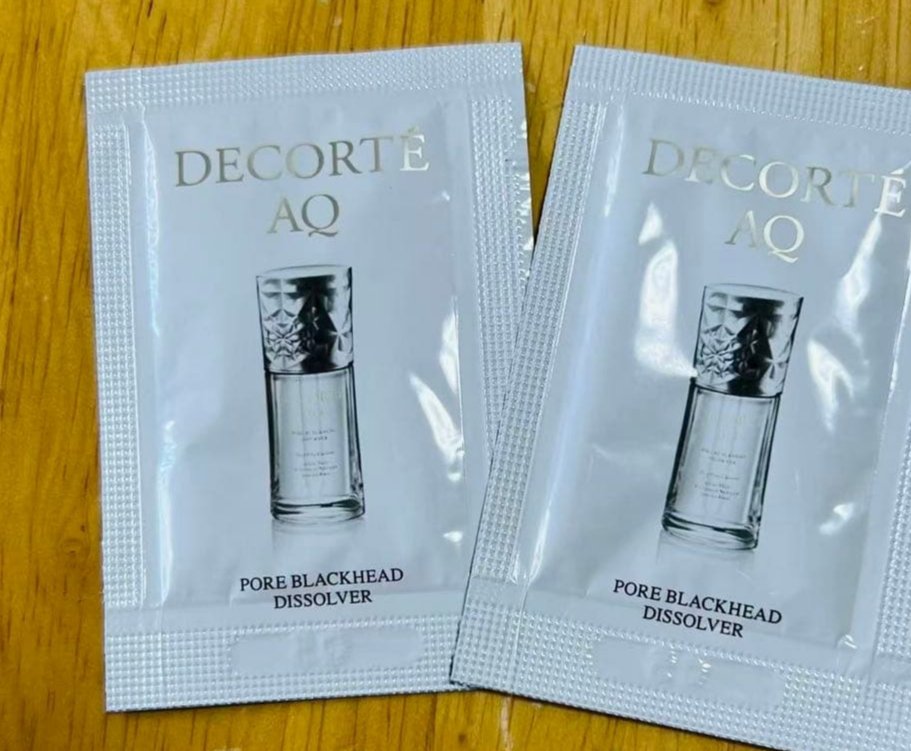 DECORTÉ
AQ
PORE BLACKHEAD
DISSOLVER
DECORTÉ
AQ
PORE BLACKHEAD
DISSOLVER